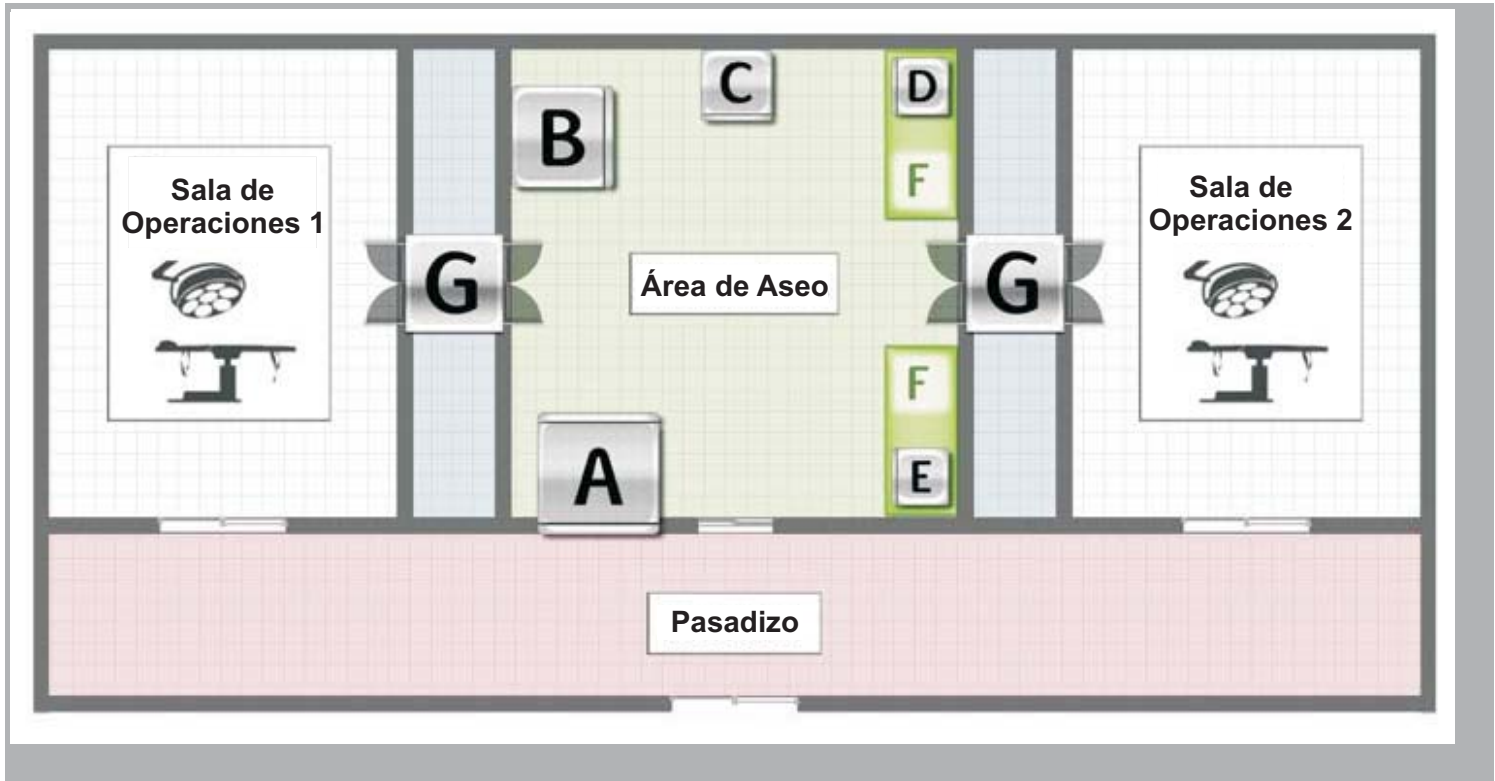 C
D
B
F
Sala de
Operaciones 1
Sala de
Operaciones 2
G
Área de Aseo
G
F
A
E
Pasadizo